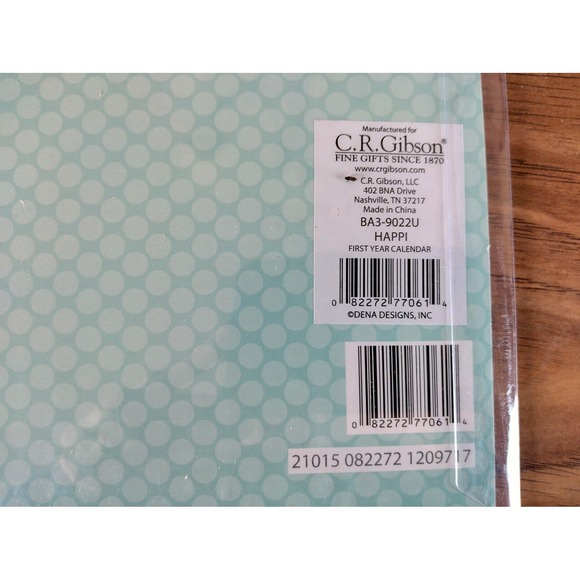 Manufactured for
C.R.Gibson®
FINE GIFTS SINCE 1870
www.crgibson.com
C.R. Gibson, LLC
402 BNA Drive
Nashville, TN 37217
Made in China
BA3-9022U
HAPPI
FIRST YEAR CALENDAR
0 82272 77061 4
©DENA DESIGNS, INC
0 82272 77061 4
21015 082272 1209717